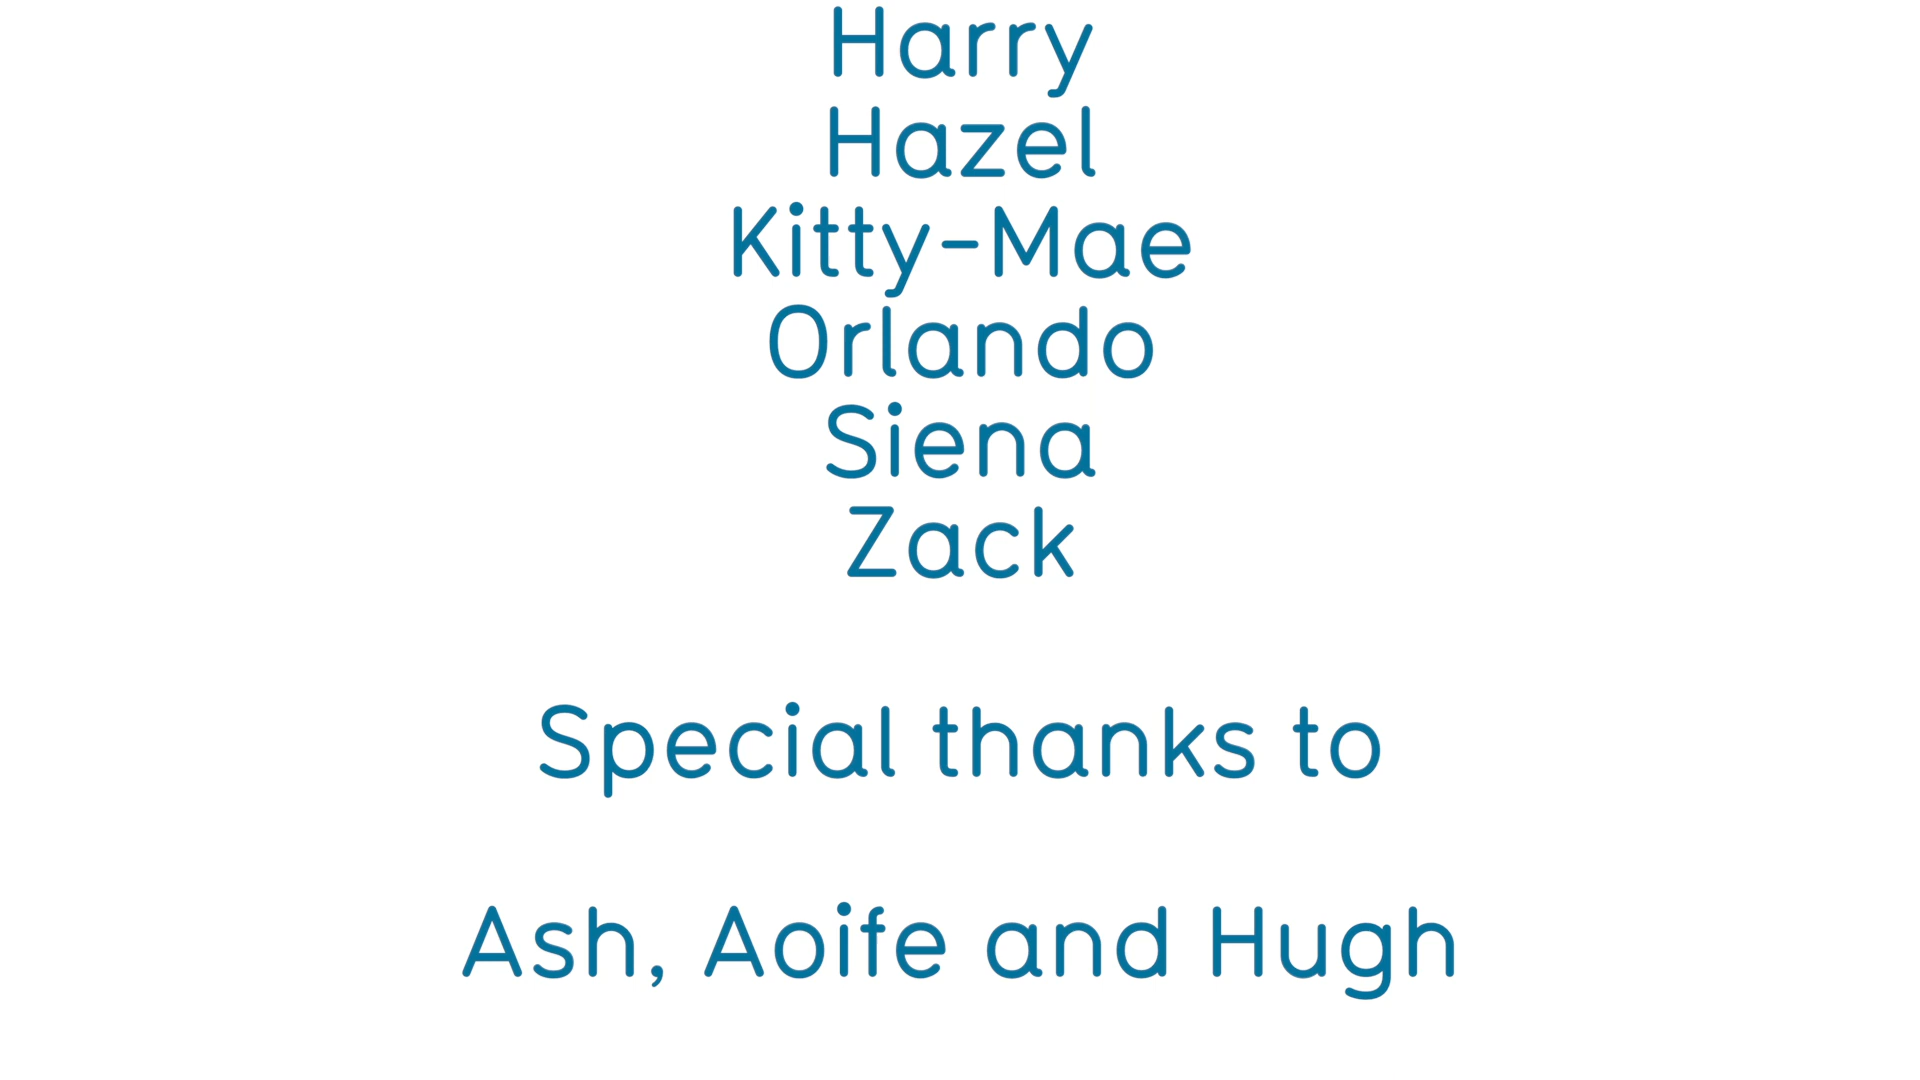 Harry
Hazel
Kitty-Mae
Orlando
Siena
Zack
Special thanks to
Ash, Aoife and Hugh